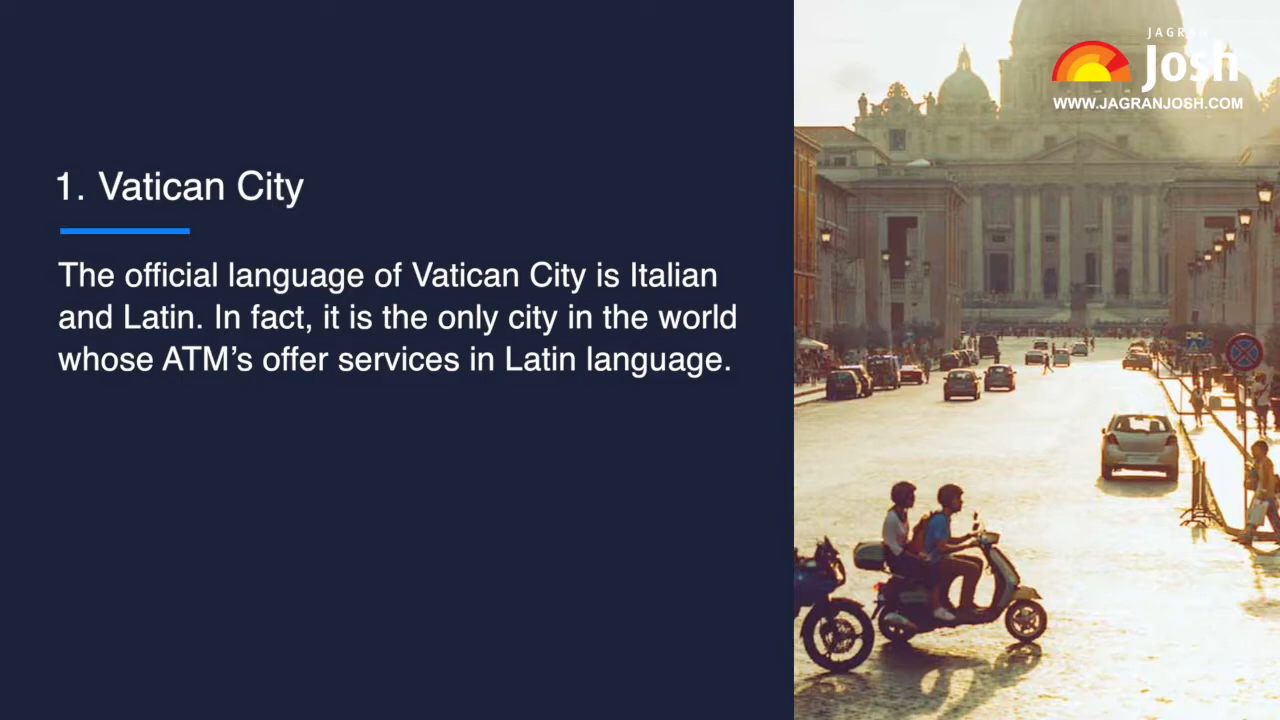 1. Vatican City
The official language of Vatican City is Italian
and Latin. In fact, it is the only city in the world
whose ATM’s offer services in Latin language.
JAGRAN
Josh
WWW.JAGRANJOSH.COM